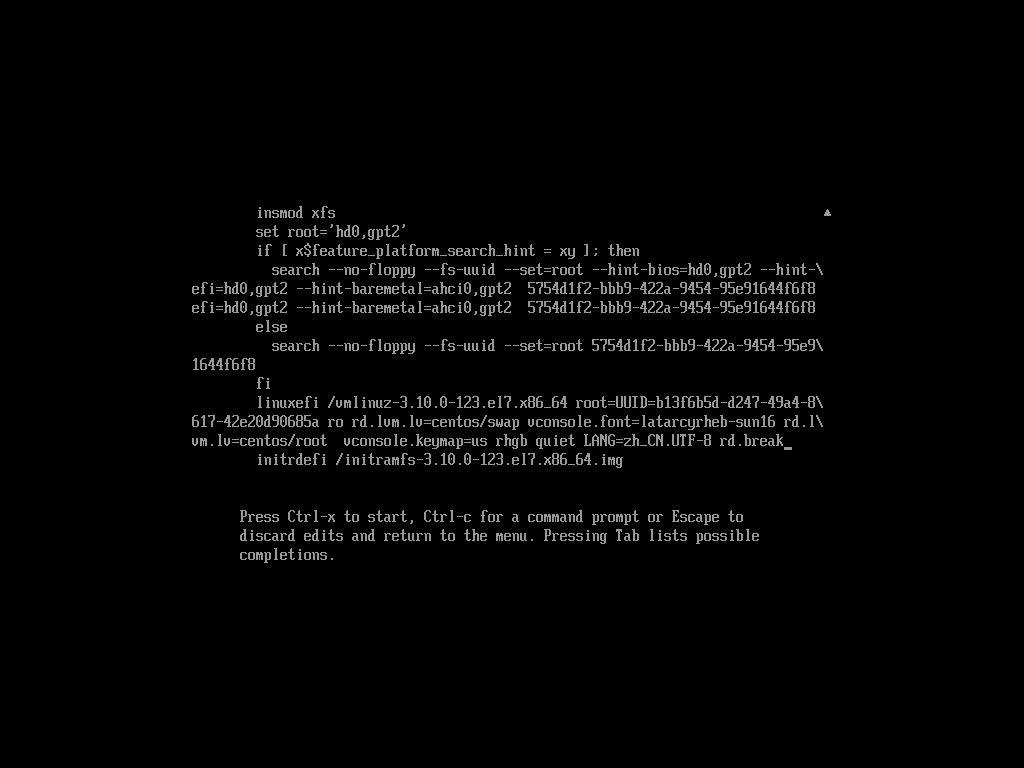 insmod xfs
set root='hd0,gpt2'
if [ x$feature_platform_search_hint = xy ]; then
search --no-floppy --fs-uuid --set=root --hint-bios=hd0,gpt2 --hint-\
efi=hd0,gpt2 --hint-baremetal=ahci0,gpt2  5754d1f2-bbb9-422a-9454-95e91644f6f8
efi=hd0,gpt2 --hint-baremetal=ahci0,gpt2  5754d1f2-bbb9-422a-9454-95e91644f6f8
else
search --no-floppy --fs-uuid --set=root 5754d1f2-bbb9-422a-9454-95e9\
1644f6f8
fi
linuxefi /vmlinuz-3.10.0-123.el7.x86_64 root=UUID=b13f6b5d-d247-49a4-8\
617-42e20d90685a ro rd.lvm.lv=centos/swap vconsole.font=latarcyrheb-sun16 rd.l\
vm.lv=centos/root  vconsole.keymap=us rhgb quiet LANG=zh_CN.UTF-8 rd.break_
initrdefi /initramfs-3.10.0-123.el7.x86_64.img
Press Ctrl-x to start, Ctrl-c for a command prompt or Escape to
discard edits and return to the menu. Pressing Tab lists possible
completions.